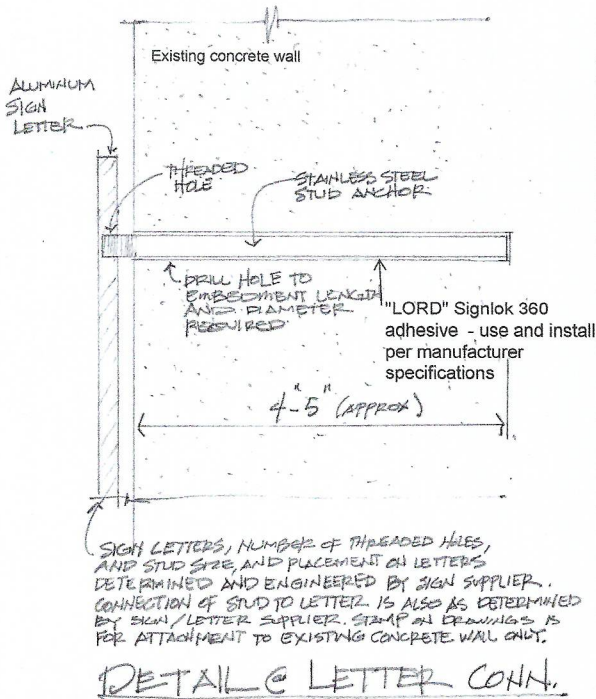 Existing concrete wall
ALUMINUM
SIGN
LETTER
THREADED
HOLE
STAINLESS STEEL
STUD ANCHOR
DRILL HOLE TO
EMBEDMENT LENGTH
AND DIAMETER
REQUIRED
"LORD" Signlok 360
adhesive - use and install
per manufacturer
specifications
4"-5" (APPROX)
SIGN LETTERS, NUMBER OF THREADED HOLES,
AND STUD SIZE, AND PLACEMENT ON LETTERS
DETERMINED AND ENGINEERED BY SIGN SUPPLIER.
CONNECTION OF STUD TO LETTER IS ALSO AS DETERMINED
BY SIGN/LETTER SUPPLIER. STAMP ON DRAWINGS IS
FOR ATTACHMENT TO EXISTING CONCRETE WALL ONLY.
DETAIL @ LETTER CONN.